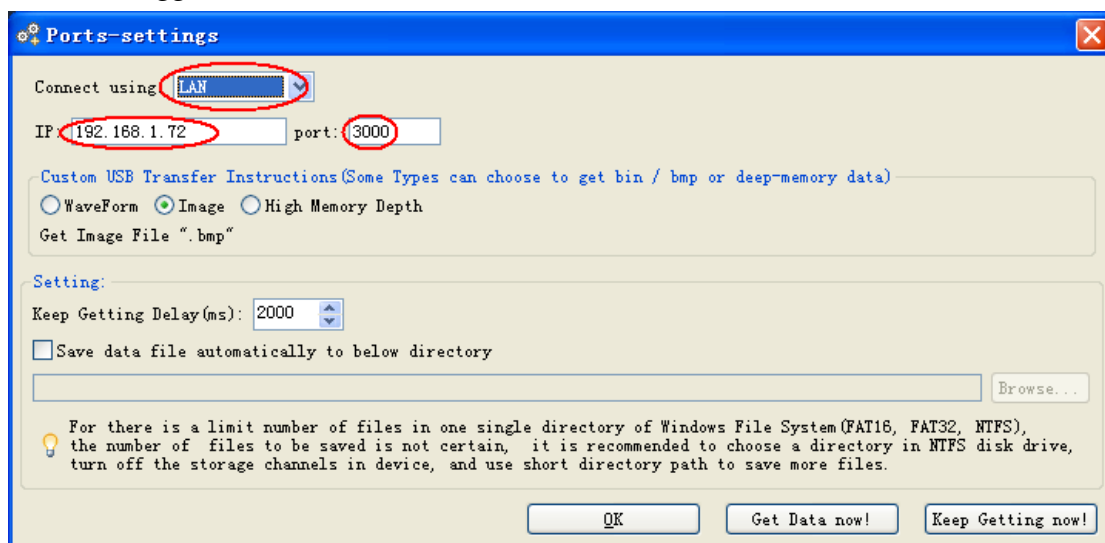 Ports-settings
Connect using: LAN
IP: 192.168.1.72 port: 3000
Custom USB Transfer Instructions(Some Types can choose to get bin / bmp or deep-memory data)
WaveForm Image High Memory Depth
Get Image File ".bmp"
Setting:
Keep Getting Delay(ms): 2000
Save data file automatically to below directory
Browse...
For there is a limit number of files in one single directory of Windows File System(FAT16, FAT32, NTFS),
the number of files to be saved is not certain, it is recommended to choose a directory in NTFS disk drive,
turn off the storage channels in device, and use short directory path to save more files.
OK Get Data now! Keep Getting now!